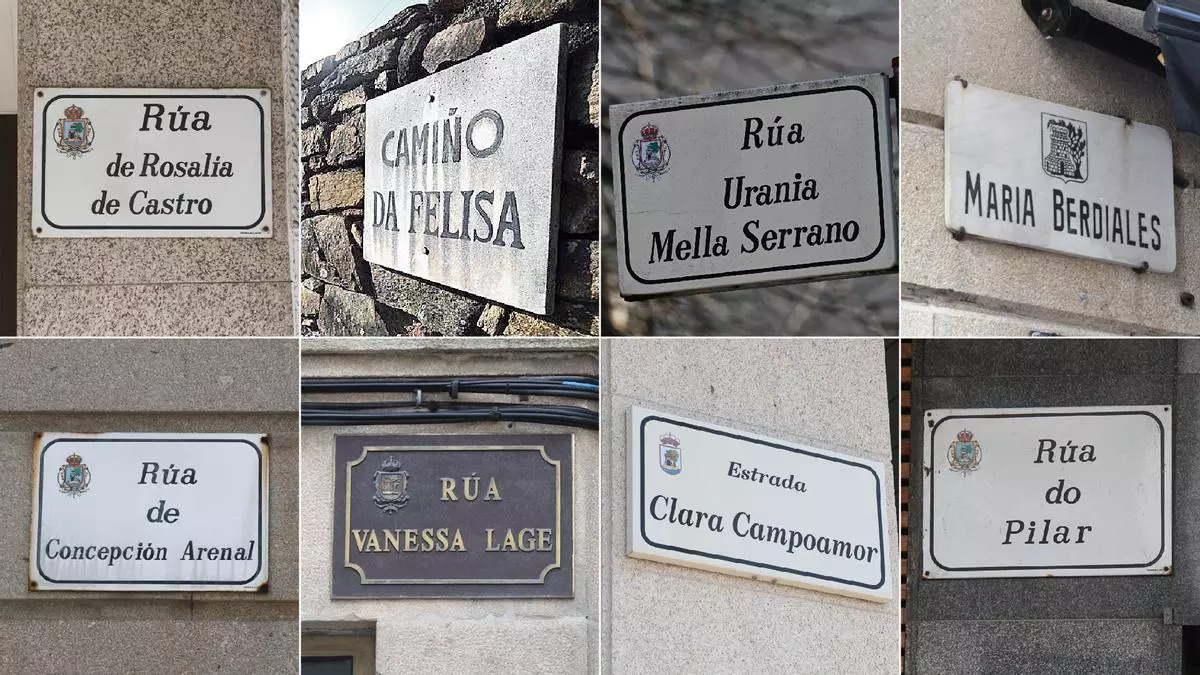 Rúa
de Rosalía
de Castro
CAMIÑO
DA FELISA
Rúa
Urania
Mella Serrano
MARIA BERDIALES
Rúa
de
Concepción Arenal
RÚA
VANESSA LAGE
Estrada
Clara Campoamor
Rúa
do
Pilar